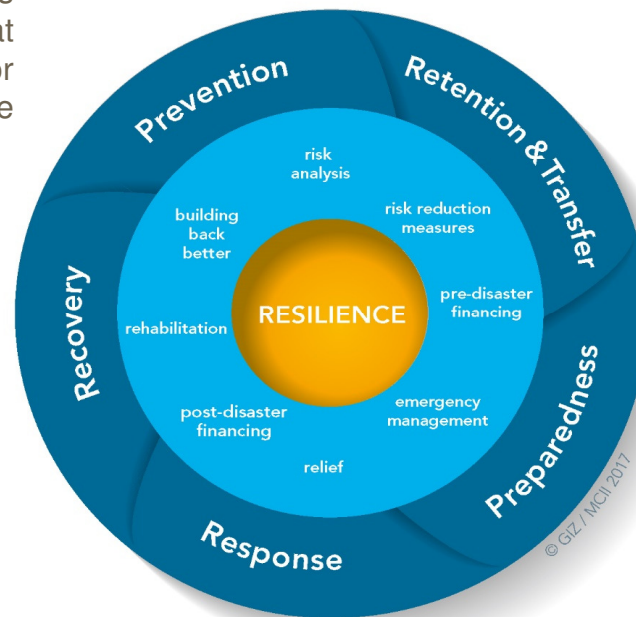 Prevention
Retention & Transfer
Preparedness
Response
Recovery
risk
analysis
risk reduction
measures
pre-disaster
financing
emergency
management
relief
post-disaster
financing
rehabilitation
building
back
better
RESILIENCE
© GIZ / MCII 2017